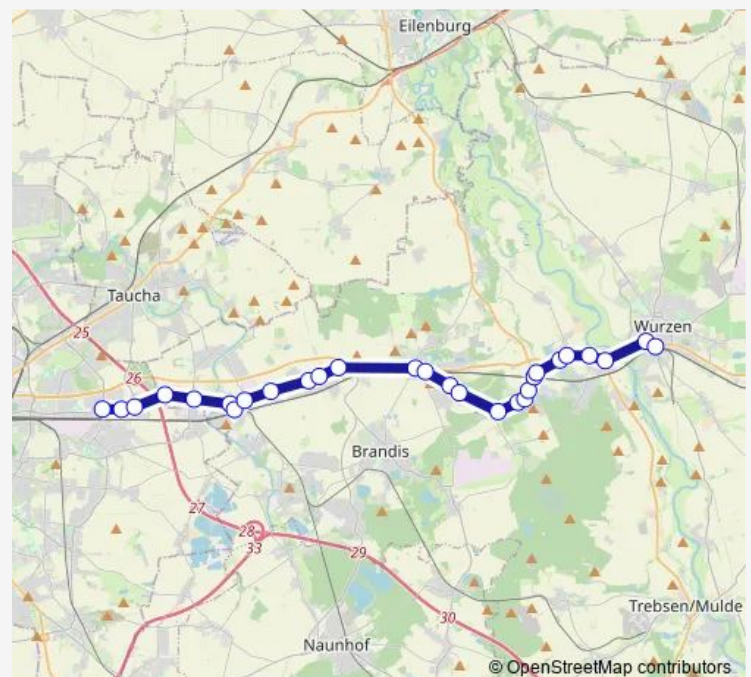 Eilenburg
Taucha
25
26
Wurzen
Brandis
27
28
33
29
30
Trebsen/Mulde
Naunhof
© OpenStreetMap contributors